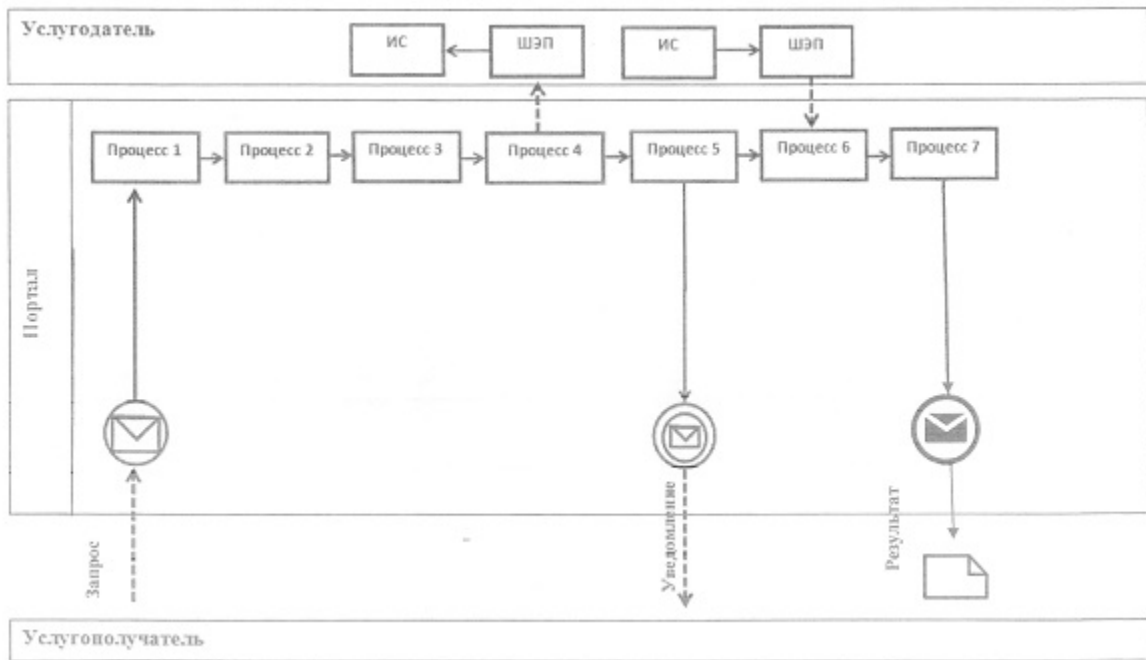 Услугодатель
ИС
ШЭП
ИС
ШЭП
Портал
Процесс 1
Процесс 2
Процесс 3
Процесс 4
Процесс 5
Процесс 6
Процесс 7
Запрос
Уведомление
Результат
Услугополучатель